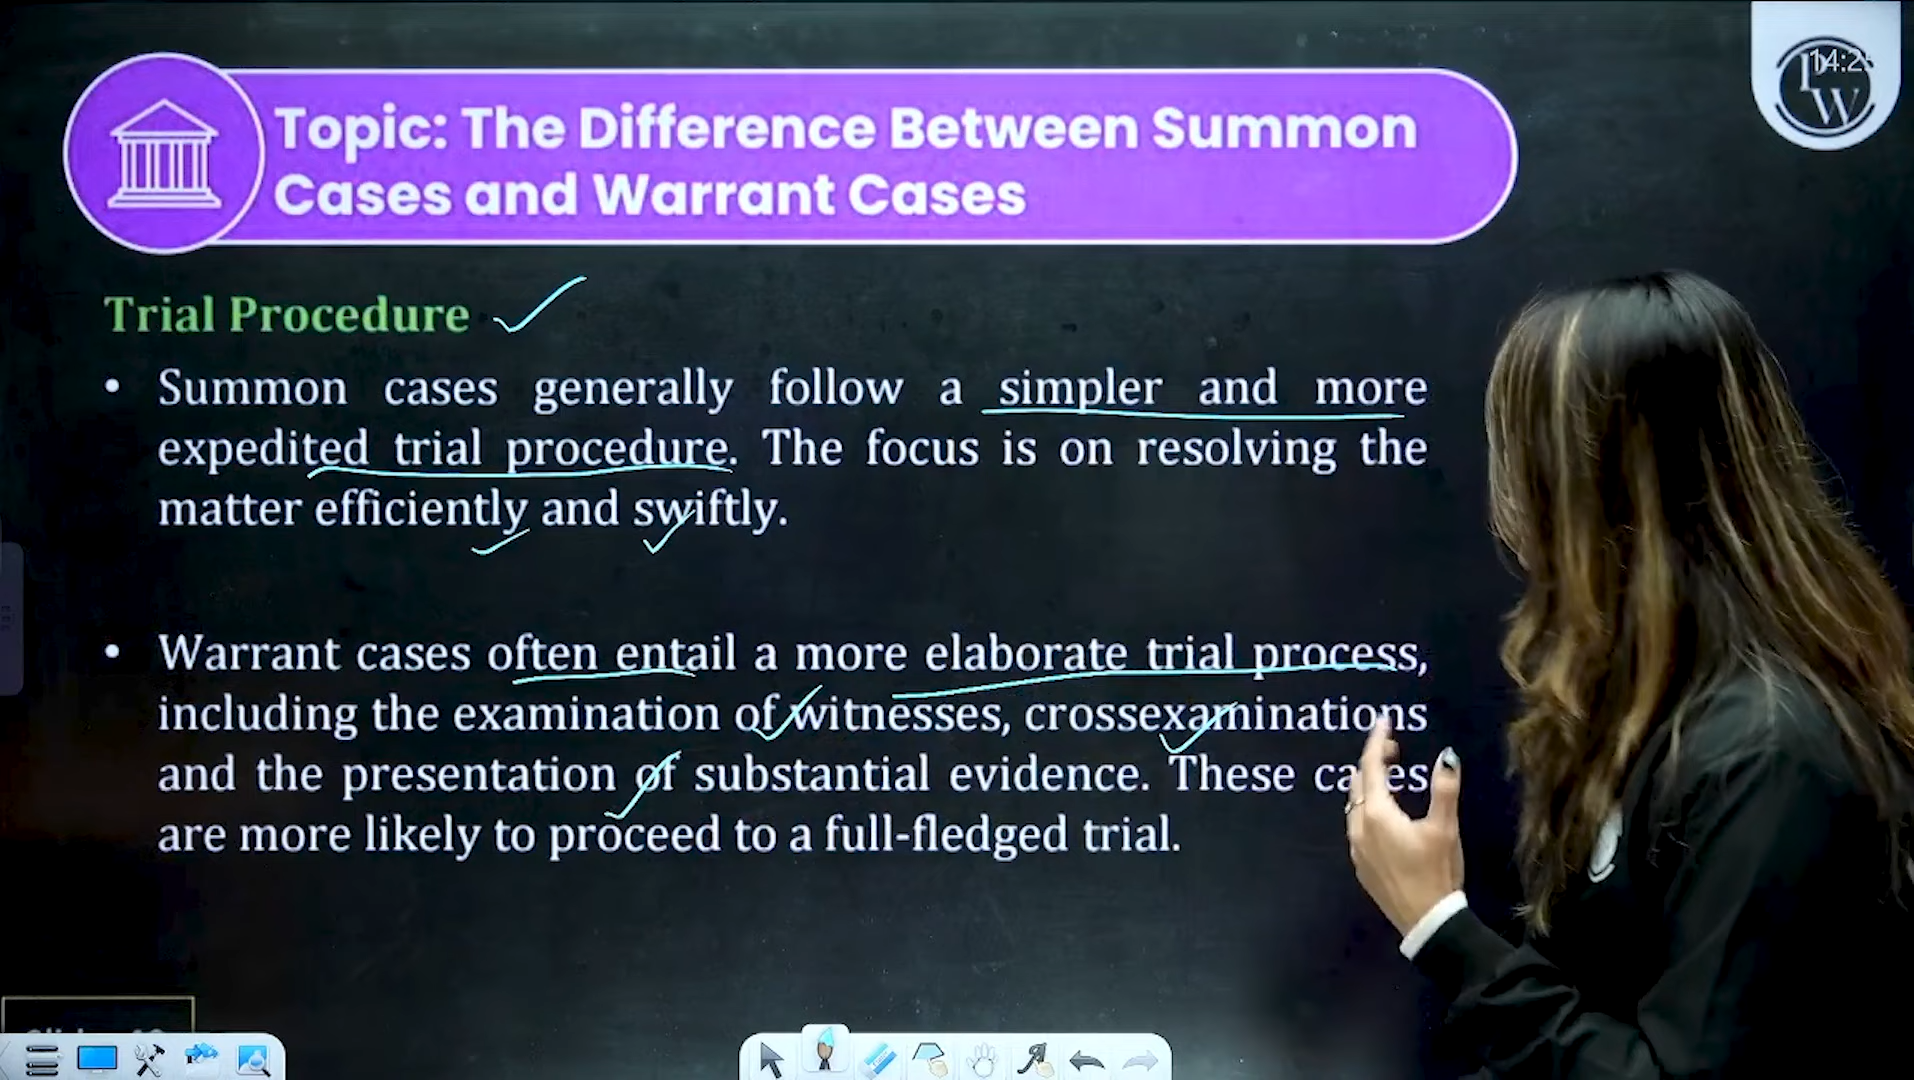 Topic: The Difference Between Summon
Cases and Warrant Cases
PW
14:2
Trial Procedure
• Summon cases generally follow a simpler and more
expedited trial procedure. The focus is on resolving the
matter efficiently and swiftly.
• Warrant cases often entail a more elaborate trial process,
including the examination of witnesses, crossexaminations
and the presentation of substantial evidence. These cases
are more likely to proceed to a full-fledged trial.